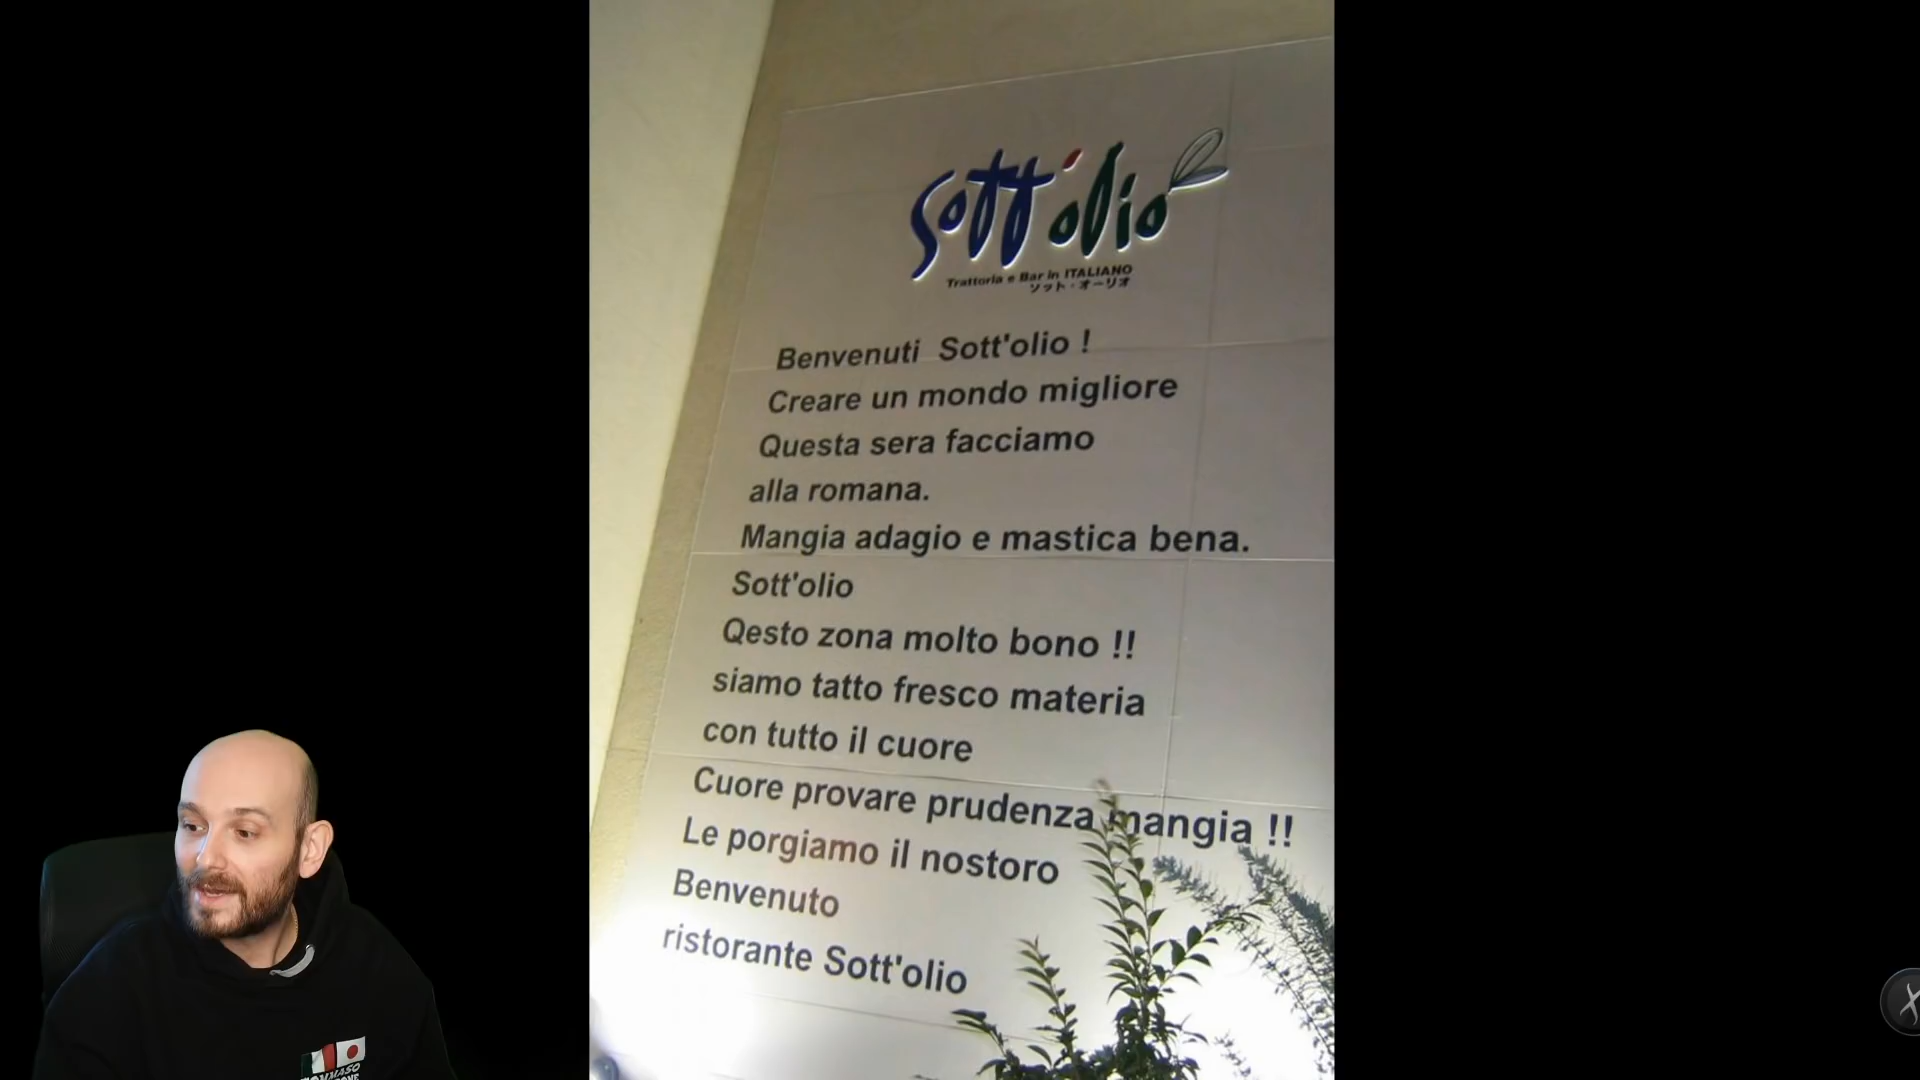 Sott'olio
Trattoria e Bar in ITALIANO
ソット・オーリオ
Benvenuti Sott'olio !
Creare un mondo migliore
Questa sera facciamo
alla romana.
Mangia adagio e mastica bena.
Sott'olio
Qesto zona molto bono !!
siamo tatto fresco materia
con tutto il cuore
Cuore provare prudenza mangia !!
Le porgiamo il nostoro
Benvenuto
ristorante Sott'olio